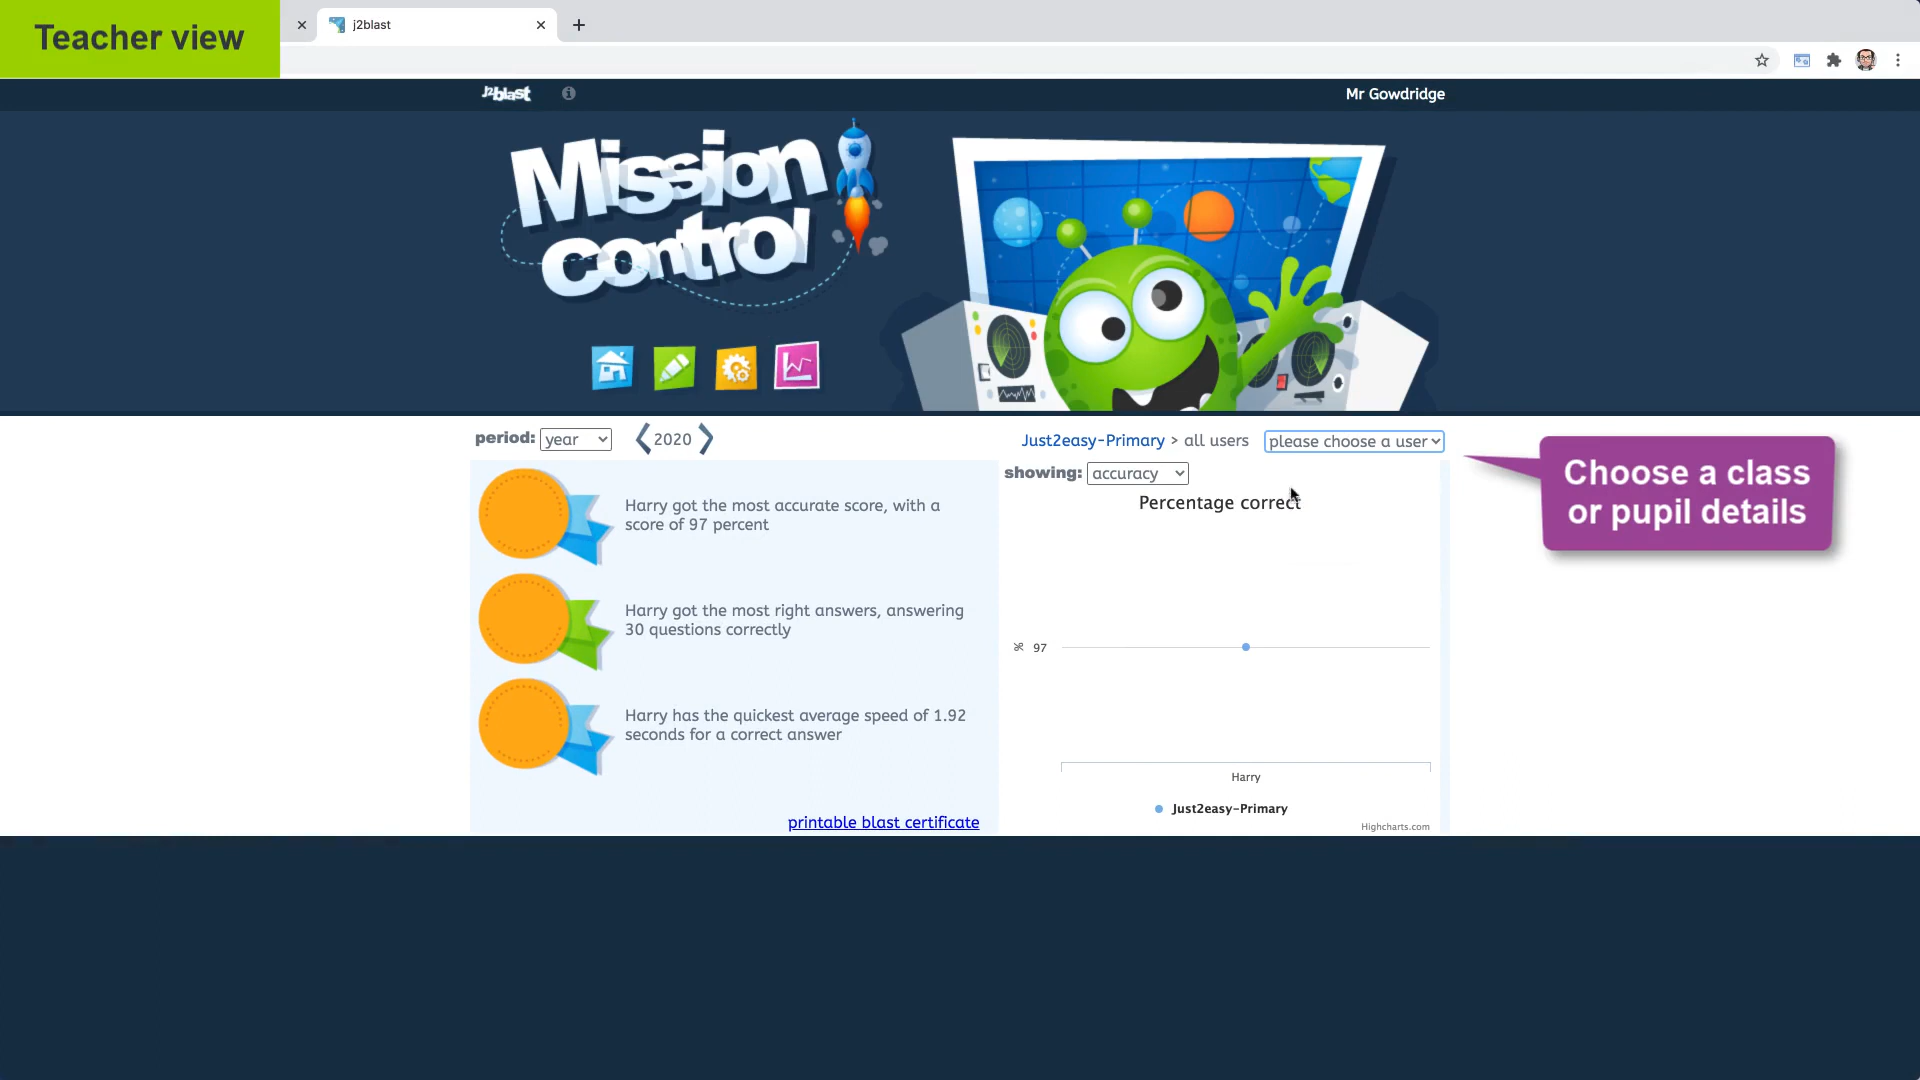 Teacher view
j2blast
j2blast
Mr Gowdridge
Mission
control
period: year 2020
Just2easy-Primary > all users please choose a user
Choose a class
or pupil details
showing: accuracy
Percentage correct
Harry got the most accurate score, with a
score of 97 percent
Harry got the most right answers, answering
30 questions correctly
% 97
Harry has the quickest average speed of 1.92
seconds for a correct answer
Harry
Just2easy-Primary
printable blast certificate
Highcharts.com